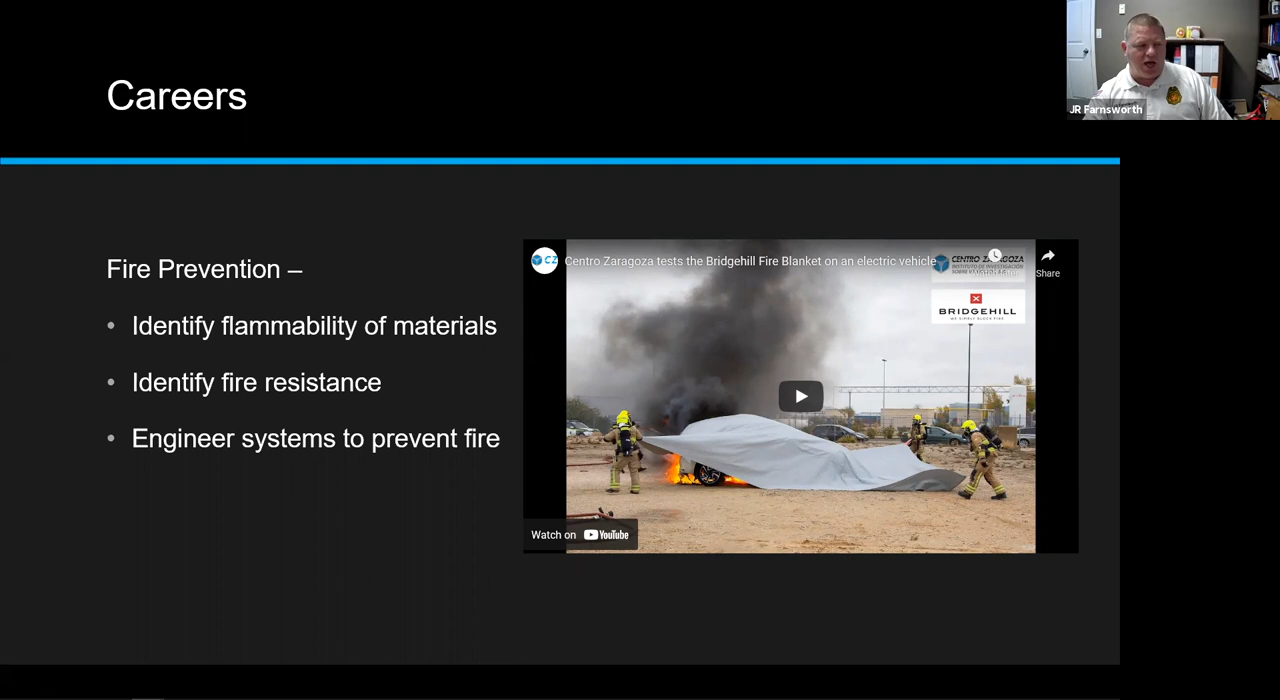 Careers
JR Farnsworth
Fire Prevention –
• Identify flammability of materials
• Identify fire resistance
• Engineer systems to prevent fire
CZ
Centro Zaragoza tests the Bridgehill Fire Blanket on an electric vehicle
CENTRO ZARAGOZA
Share
BRIDGEHILL
Watch on YouTube